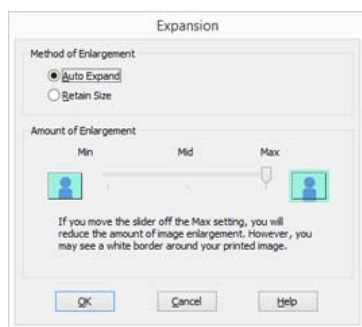 Expansion
Method of Enlargement
Auto Expand
Retain Size
Amount of Enlargement
Min Mid Max
If you move the slider off the Max setting, you will
reduce the amount of image enlargement. However, you
may see a white border around your printed image.
OK Cancel Help